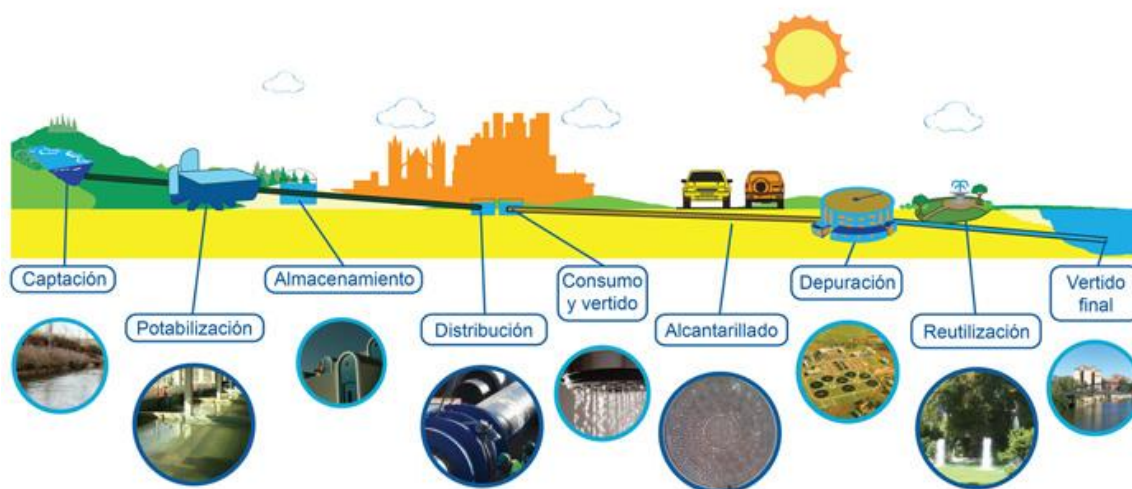 Captación
Potabilización
Almacenamiento
Distribución
Consumo
y vertido
Alcantarillado
Depuración
Reutilización
Vertido
final